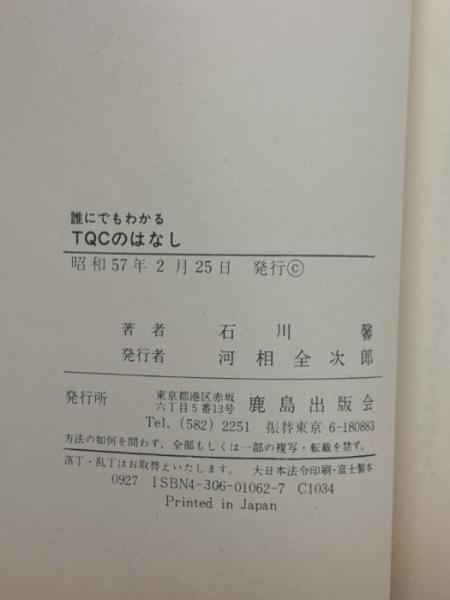 誰にでもわかる
TQCのはなし
昭和57年2月25日 発行©
著者 石川馨
発行者 河相全次郎
発行所 東京都港区赤坂六丁目5番13号 鹿島出版会
Tel. (582) 2251 振替東京 6-180883
方法の如何を問わず、全部もしくは一部の複写・転載を禁ず。
落丁・乱丁はお取替えいたします。 大日本法令印刷・富士製本
0927 ISBN4-306-01062-7 C1034
Printed in Japan